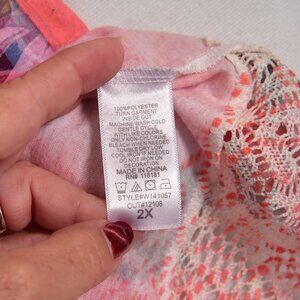 100%POLYESTER
TURN GARMENT
INSIDE OUT
MACHINE WASH COLD
GENTLE CYCLE
WITH LIKE COLORS
ONLY NON-CHLORINE
BLEACH WHEN NEEDED
TUMBLE DRY LOW
COOL IRON IF NEEDED
DO NOT IRON ON
DECORATION
MADE IN CHINA
RN# 116181
STYLE#W141057
CUT#12108
2X